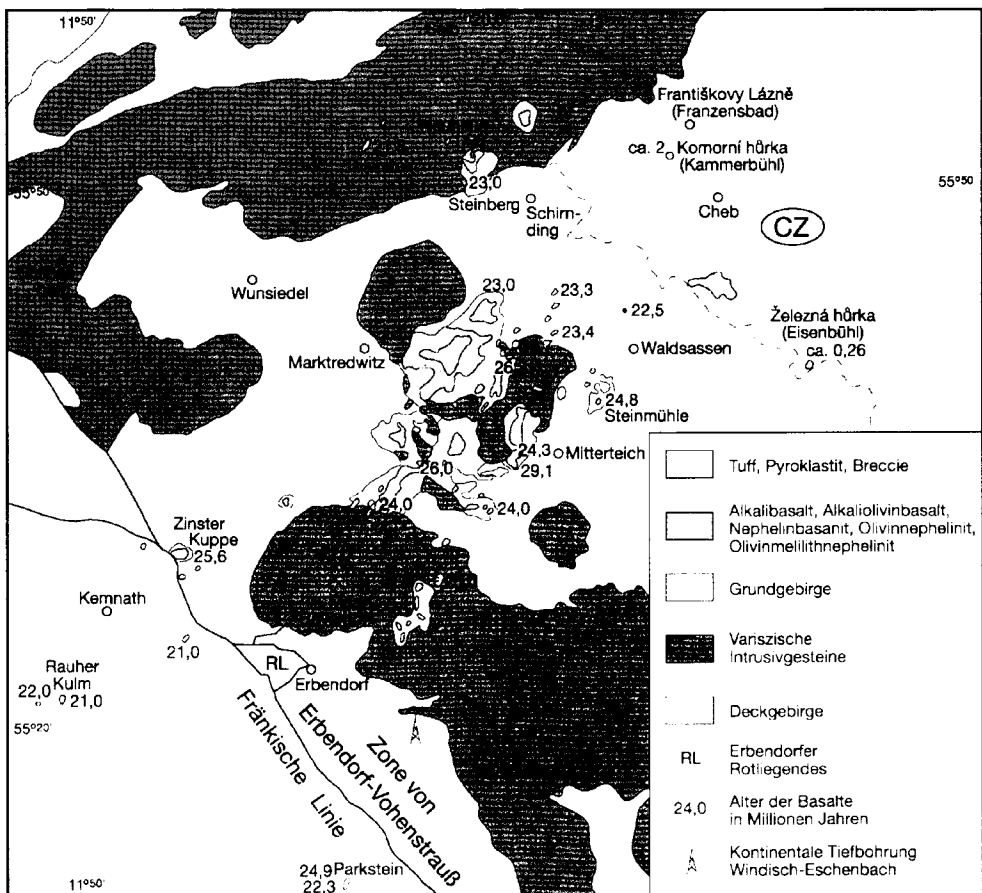 11°50'
Františkovy Lázně
(Franzensbad)
ca. 2
Komorní hůrka
(Kammerbühl)
55°50'
55°50
23,0
Steinberg
Schirn-
ding
Cheb
CZ
Wunsiedel
23,0
23,3
22,5
Železná hůrka
(Eisenbühl)
ca. 0,26
23,4
Waldsassen
Marktredwitz
24,8
Steinmühle
24,3
Mitterteich
29,1
26,0
24,0
24,0
Zinster
Kuppe
25,6
Kemnath
21,0
Rauher
Kulm
22,0
21,0
55°20'
RL
Erbendorf
Fränkische Linie
Zone von
Erbendorf-Vohenstrauß
24,9
Parkstein
22,3
11°50'
Tuff, Pyroklastit, Breccie
Alkalibasalt, Alkaliolivinbasalt,
Nephelinbasanit, Olivinnephelinit,
Olivinmelilithnephelinit
Grundgebirge
Variszische
Intrusivgesteine
Deckgebirge
RL
Erbendorfer
Rotliegendes
24,0
Alter der Basalte
in Millionen Jahren
Kontinentale Tiefbohrung
Windisch-Eschenbach